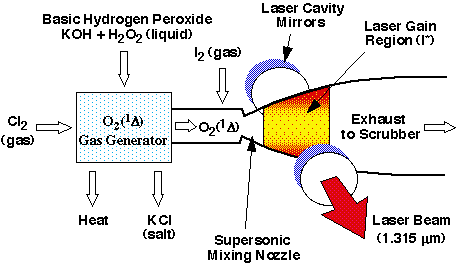 Basic Hydrogen Peroxide
KOH + H₂O₂ (liquid)
I₂ (gas)
Laser Cavity
Mirrors
Laser Gain
Region (I*)
Cl₂
(gas)
O₂(¹Δ)
Gas Generator
O₂(¹Δ)
Exhaust
to Scrubber
Heat
KCl
(salt)
Supersonic
Mixing Nozzle
Laser Beam
(1.315 μm)